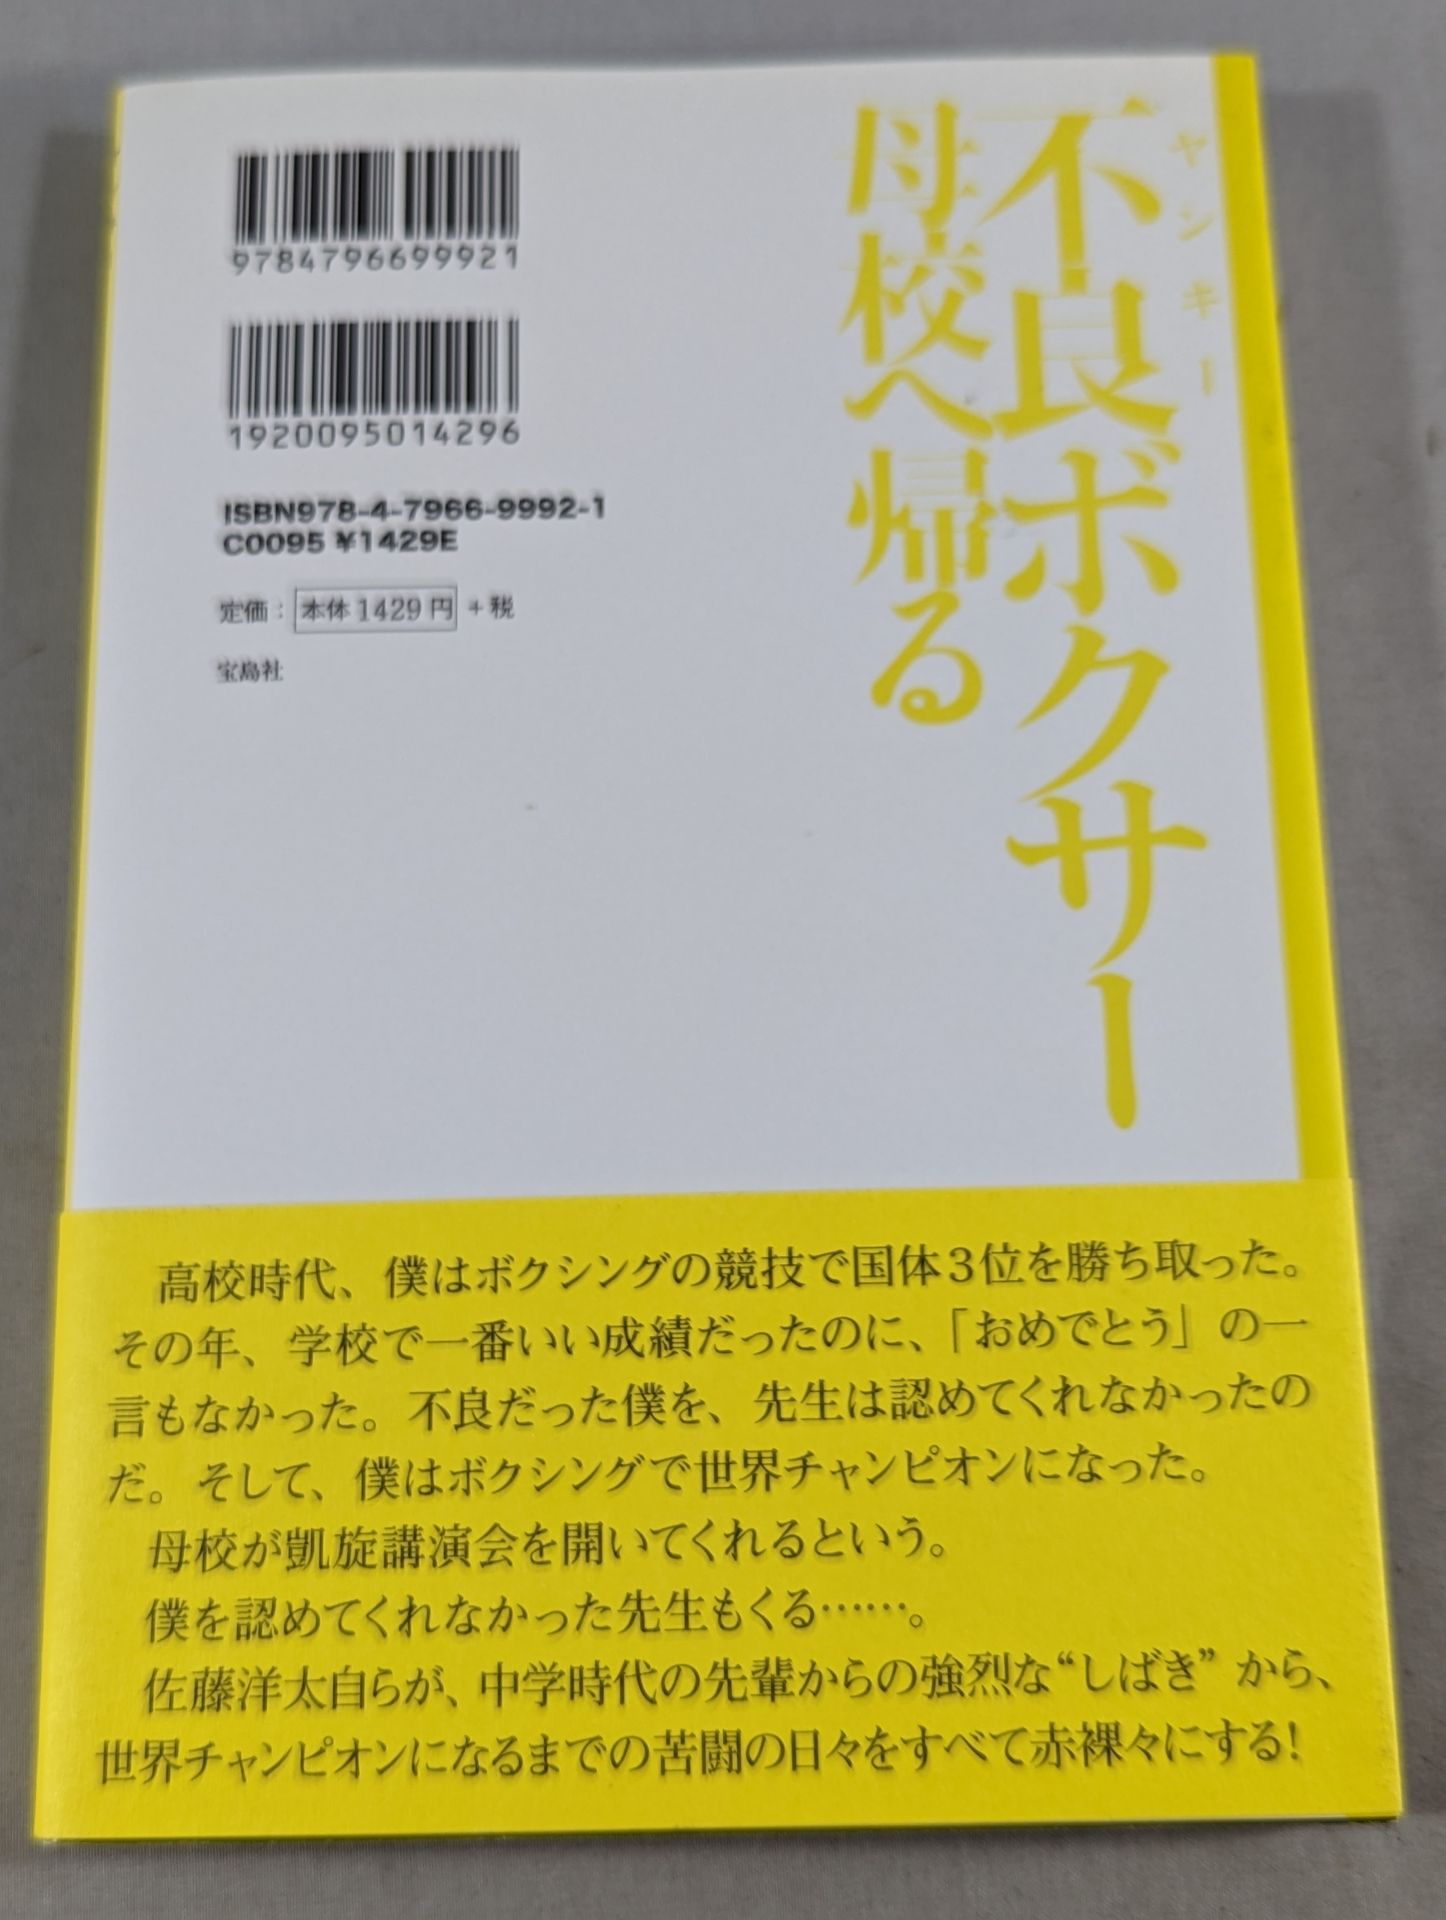 ヤンキー
不良ボクサー
母校へ帰る
9784796699921
1920095014296
ISBN978-4-7966-9992-1
C0095 ¥1429E
定価：本体1429円+税
宝島社
高校時代、僕はボクシングの競技で国体3位を勝ち取った。
その年、学校で一番いい成績だったのに、「おめでとう」の一
言もなかった。不良だった僕を、先生は認めてくれなかったの
だ。そして、僕はボクシングで世界チャンピオンになった。
母校が凱旋講演会を開いてくれるという。
僕を認めてくれなかった先生もくる……。
佐藤洋太自らが、中学時代の先輩からの強烈な“しばき”から、
世界チャンピオンになるまでの苦闘の日々をすべて赤裸々にする!